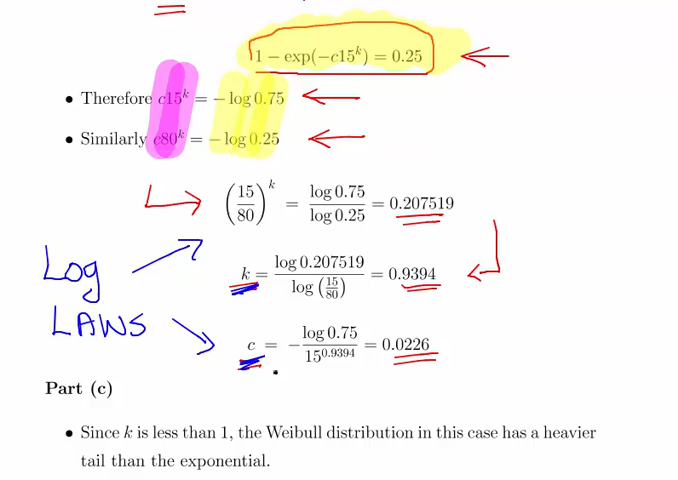 1 − exp(−c15^k) = 0.25
• Therefore c15^k = − log 0.75
• Similarly c80^k = − log 0.25
(15/80)^k = log 0.75 / log 0.25 = 0.207519
LOG
k = log 0.207519 / log (15/80) = 0.9394
LAWS
c = − log 0.75 / 15^0.9394 = 0.0226
Part (c)
• Since k is less than 1, the Weibull distribution in this case has a heavier
tail than the exponential.